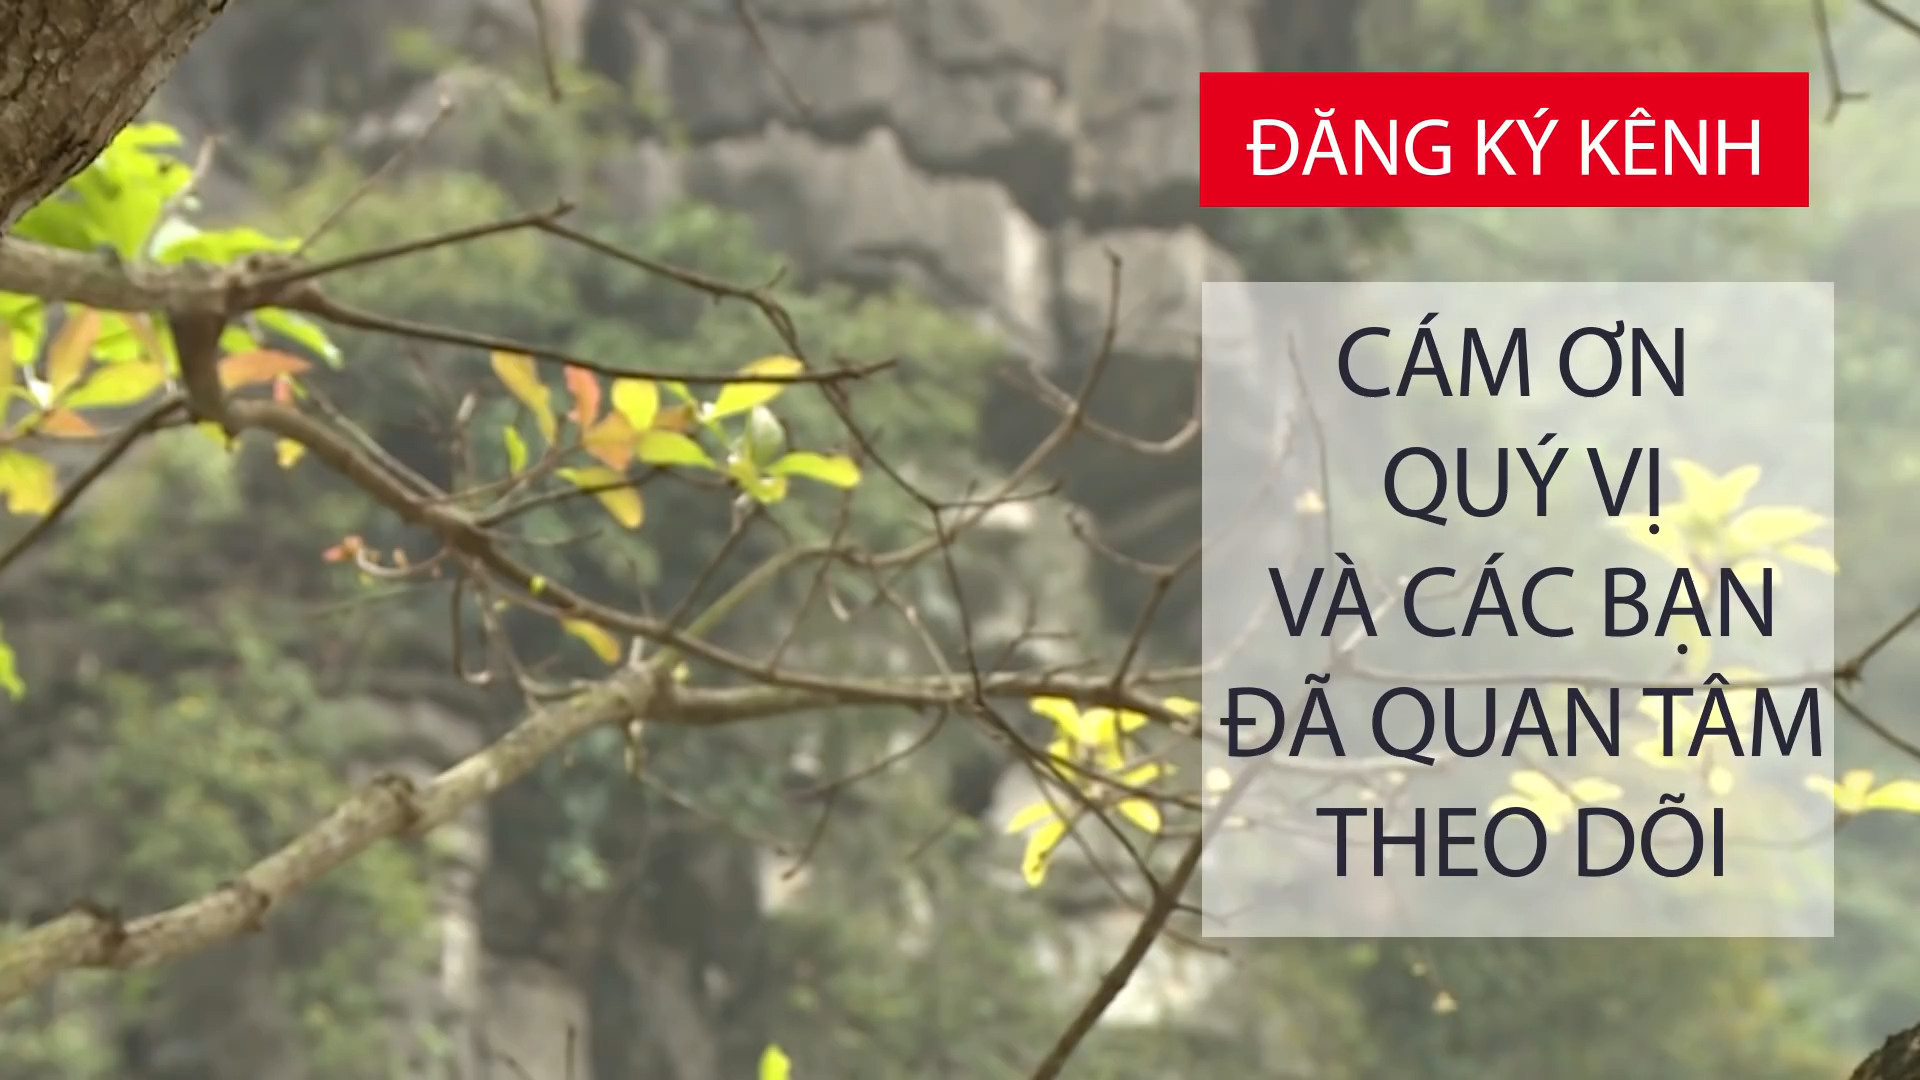 ĐĂNG KÝ KÊNH
CÁM ƠN
QUÝ VỊ
VÀ CÁC BẠN
ĐÃ QUAN TÂM
THEO DÕI